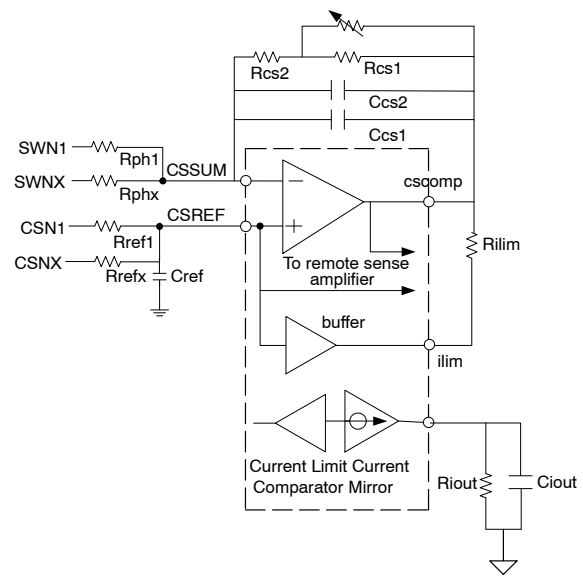 Rcs2
Rcs1
Ccs2
Ccs1
SWN1
Rph1
SWNX
Rphx
CSSUM
cscomp
CSN1
Rref1
CSREF
CSNX
Rrefx
Cref
Rilim
To remote sense
amplifier
buffer
ilim
Current Limit Current
Comparator Mirror
Riout
Ciout